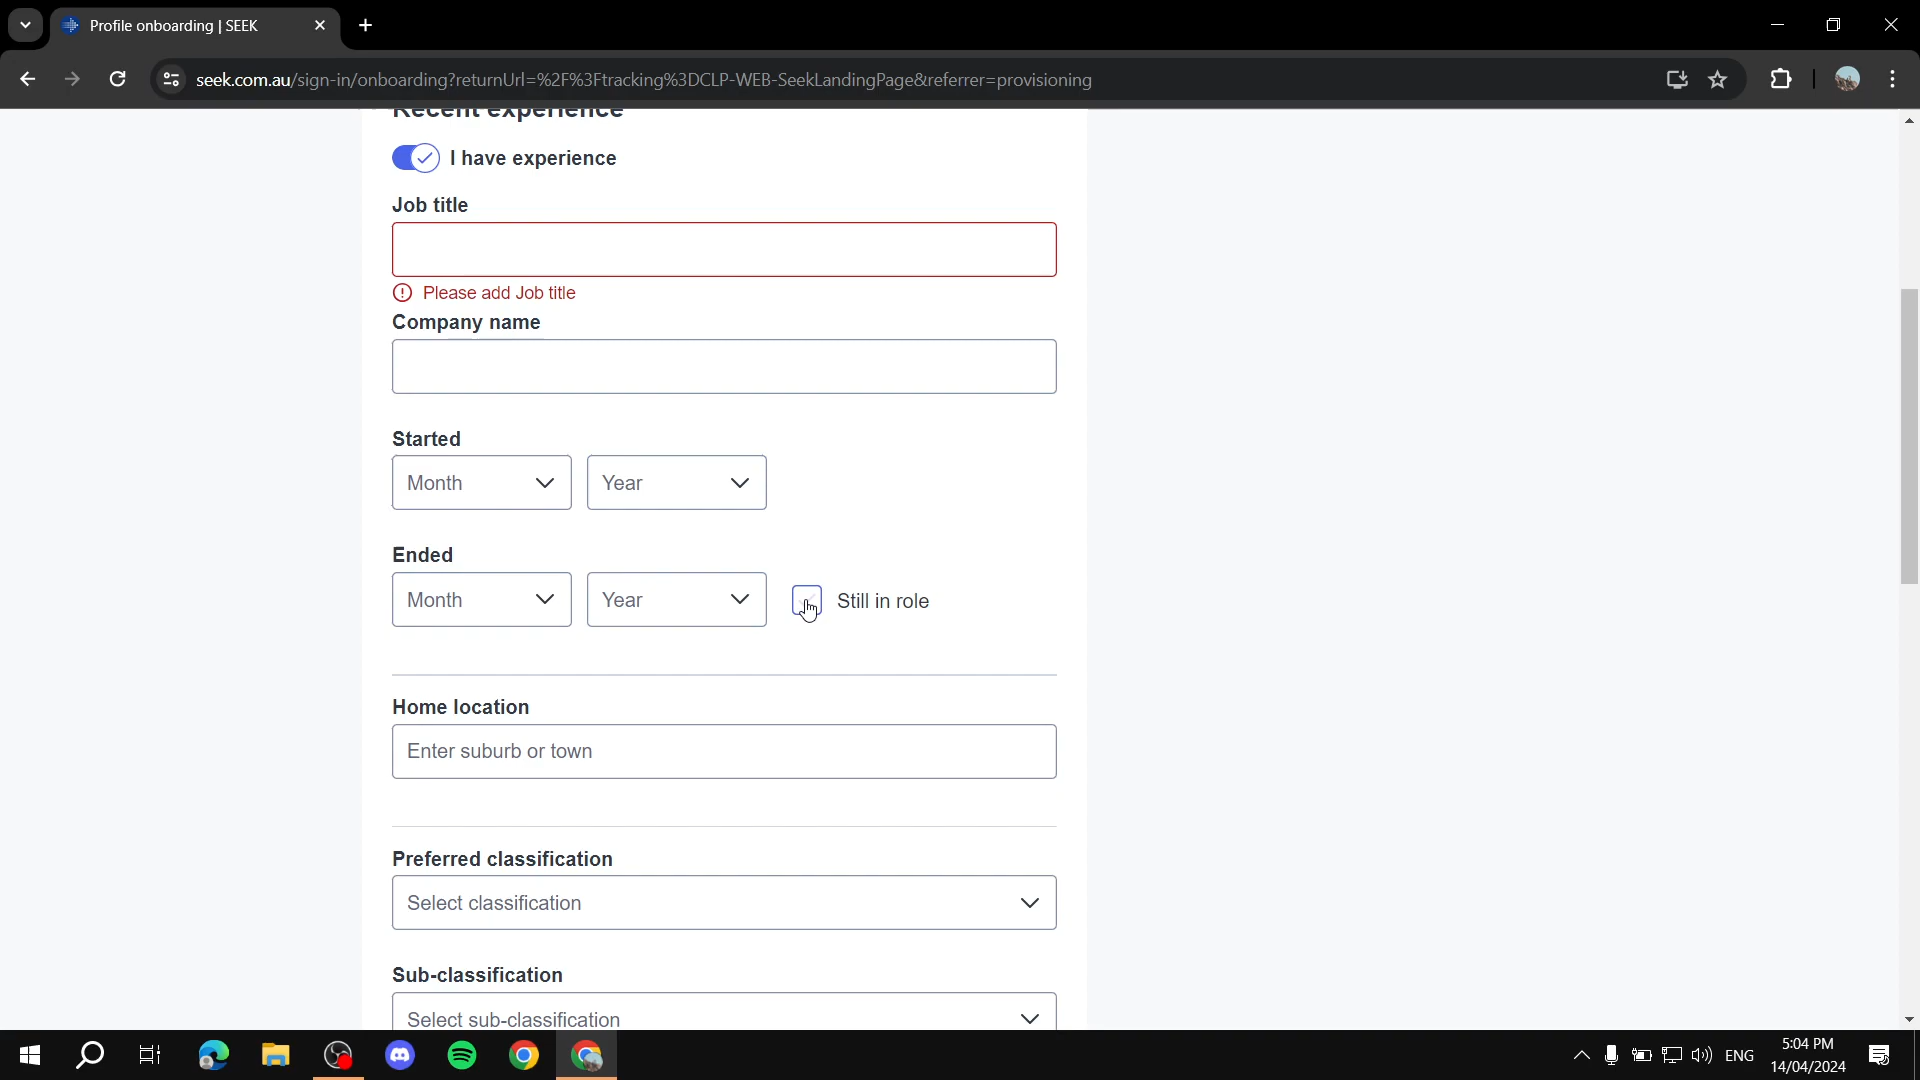 Profile onboarding | SEEK
seek.com.au/sign-in/onboarding?returnUrl=%2F%3Ftracking%3DCLP-WEB-SeekLandingPage&referrer=provisioning
Recent experience
I have experience
Job title
Please add Job title
Company name
Started
Month
Year
Ended
Month
Year
Still in role
Home location
Enter suburb or town
Preferred classification
Select classification
Sub-classification
Select sub-classification
ENG
5:04 PM
14/04/2024